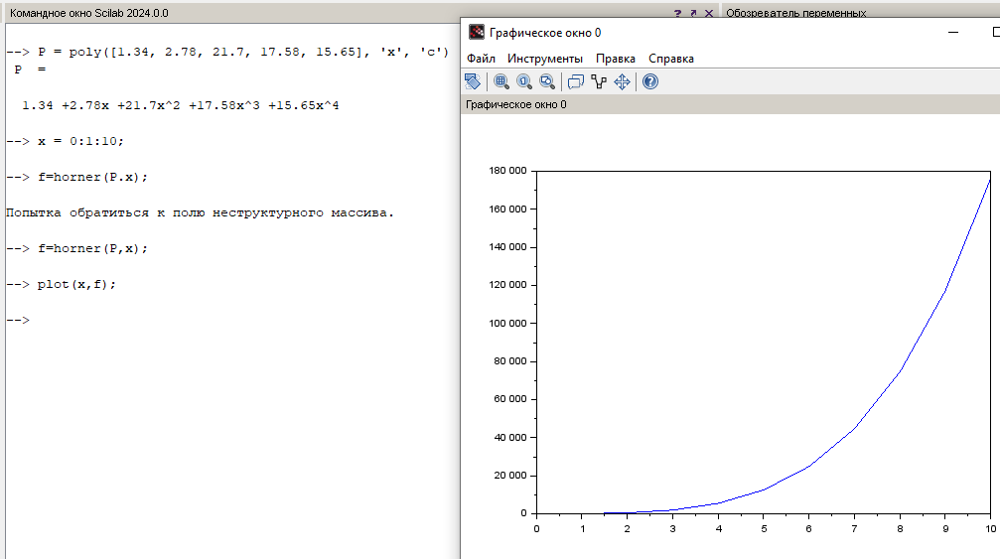 Командное окно Scilab 2024.0.0
? ↗ ✕
Обозреватель переменных
--> P = poly([1.34, 2.78, 21.7, 17.58, 15.65], 'x', 'c')
P  =
1.34 +2.78x +21.7x^2 +17.58x^3 +15.65x^4
--> x = 0:1:10;
--> f=horner(P.x);
Попытка обратиться к полю неструктурного массива.
--> f=horner(P,x);
--> plot(x,f);
-->
Графическое окно 0
Файл Инструменты Правка Справка
Графическое окно 0
180 000
160 000
140 000
120 000
100 000
80 000
60 000
40 000
20 000
0
0 1 2 3 4 5 6 7 8 9 10